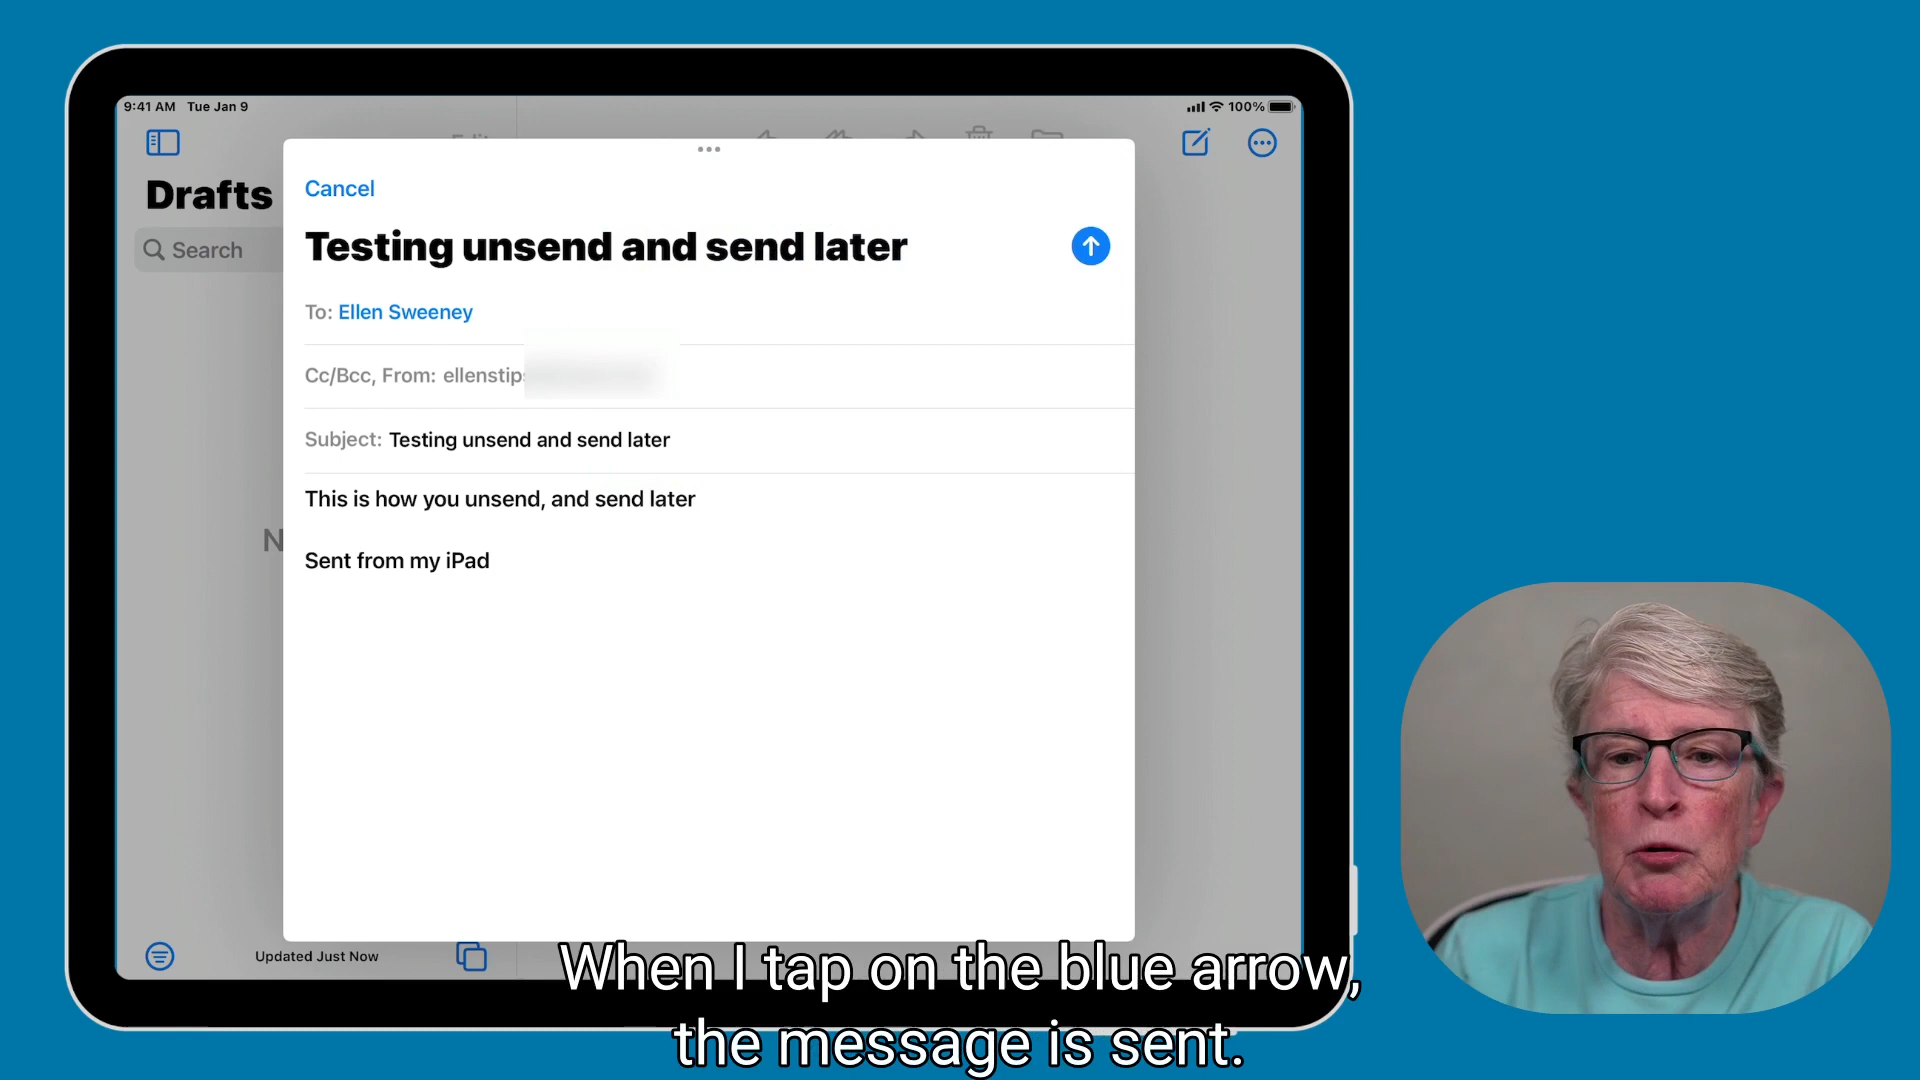 9:41 AM Tue Jan 9
100%
Drafts
Search
Cancel
Testing unsend and send later
To: Ellen Sweeney
Cc/Bcc, From: ellenstips
Subject: Testing unsend and send later
This is how you unsend, and send later
Sent from my iPad
N
Updated Just Now
When I tap on the blue arrow,
the message is sent.